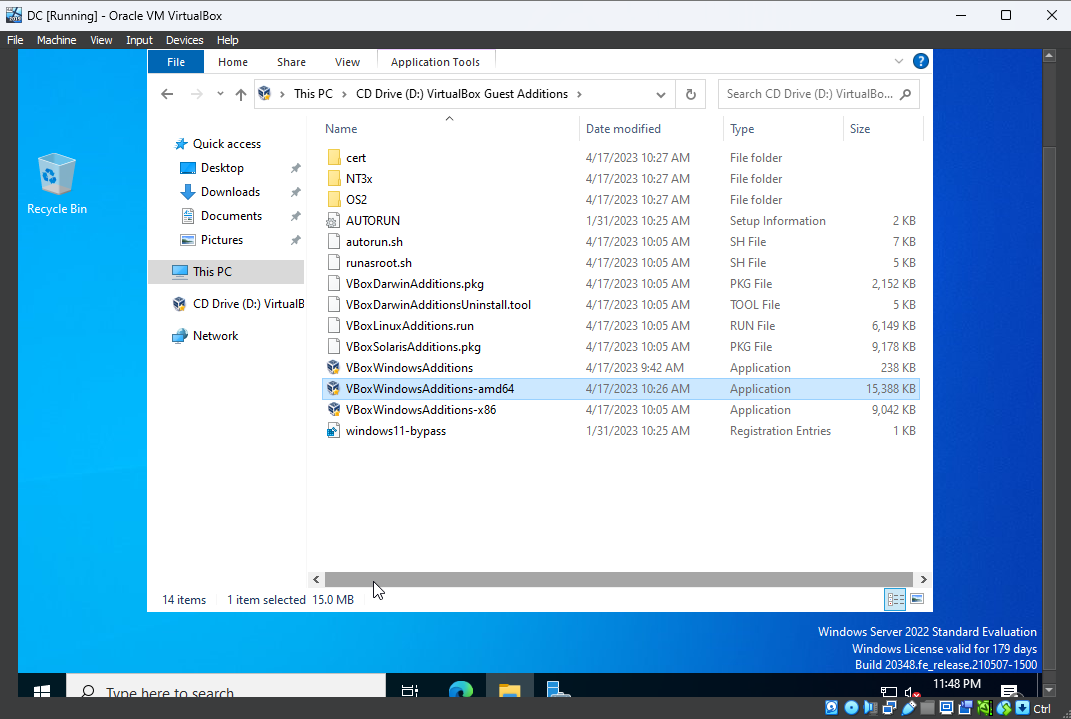 DC [Running] - Oracle VM VirtualBox
File Machine View Input Devices Help
File Home Share View Application Tools
This PC CD Drive (D:) VirtualBox Guest Additions
Search CD Drive (D:) VirtualBo...
Name Date modified Type Size
Quick access
Desktop
Downloads
Documents
Pictures
This PC
CD Drive (D:) VirtualB
Network
Recycle Bin
cert 4/17/2023 10:27 AM File folder
NT3x 4/17/2023 10:27 AM File folder
OS2 4/17/2023 10:27 AM File folder
AUTORUN 1/31/2023 10:25 AM Setup Information 2 KB
autorun.sh 4/17/2023 10:05 AM SH File 7 KB
runasroot.sh 4/17/2023 10:05 AM SH File 5 KB
VBoxDarwinAdditions.pkg 4/17/2023 10:05 AM PKG File 2,152 KB
VBoxDarwinAdditionsUninstall.tool 4/17/2023 10:05 AM TOOL File 5 KB
VBoxLinuxAdditions.run 4/17/2023 10:05 AM RUN File 6,149 KB
VBoxSolarisAdditions.pkg 4/17/2023 10:05 AM PKG File 9,178 KB
VBoxWindowsAdditions 4/17/2023 9:42 AM Application 238 KB
VBoxWindowsAdditions-amd64 4/17/2023 10:26 AM Application 15,388 KB
VBoxWindowsAdditions-x86 4/17/2023 10:05 AM Application 9,042 KB
windows11-bypass 1/31/2023 10:25 AM Registration Entries 1 KB
14 items 1 item selected 15.0 MB
Windows Server 2022 Standard Evaluation
Windows License valid for 179 days
Build 20348.fe_release.210507-1500
Type here to search
11:48 PM
Ctrl